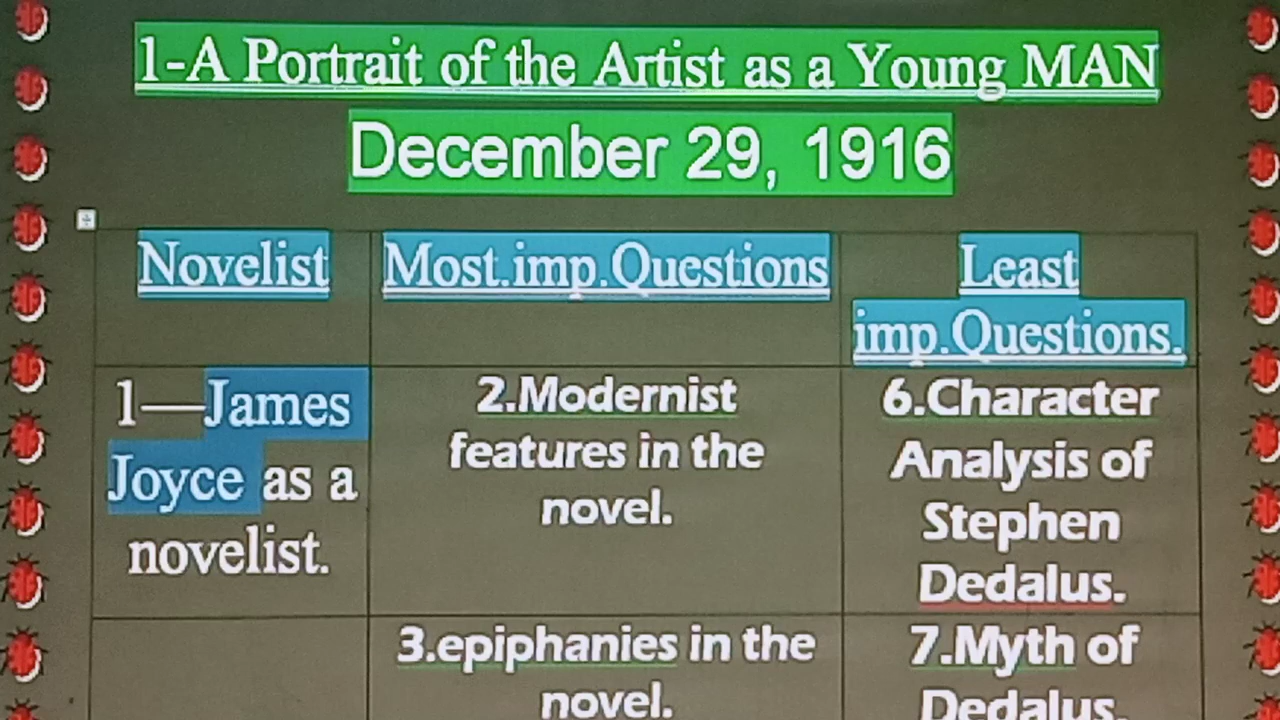 1-A Portrait of the Artist as a Young MAN
December 29, 1916
Novelist
Most.imp.Questions
Least
imp.Questions.
1—James
Joyce as a
novelist.
2.Modernist
features in the
novel.
6.Character
Analysis of
Stephen
Dedalus.
3.epiphanies in the
novel.
7.Myth of
Dedalus.